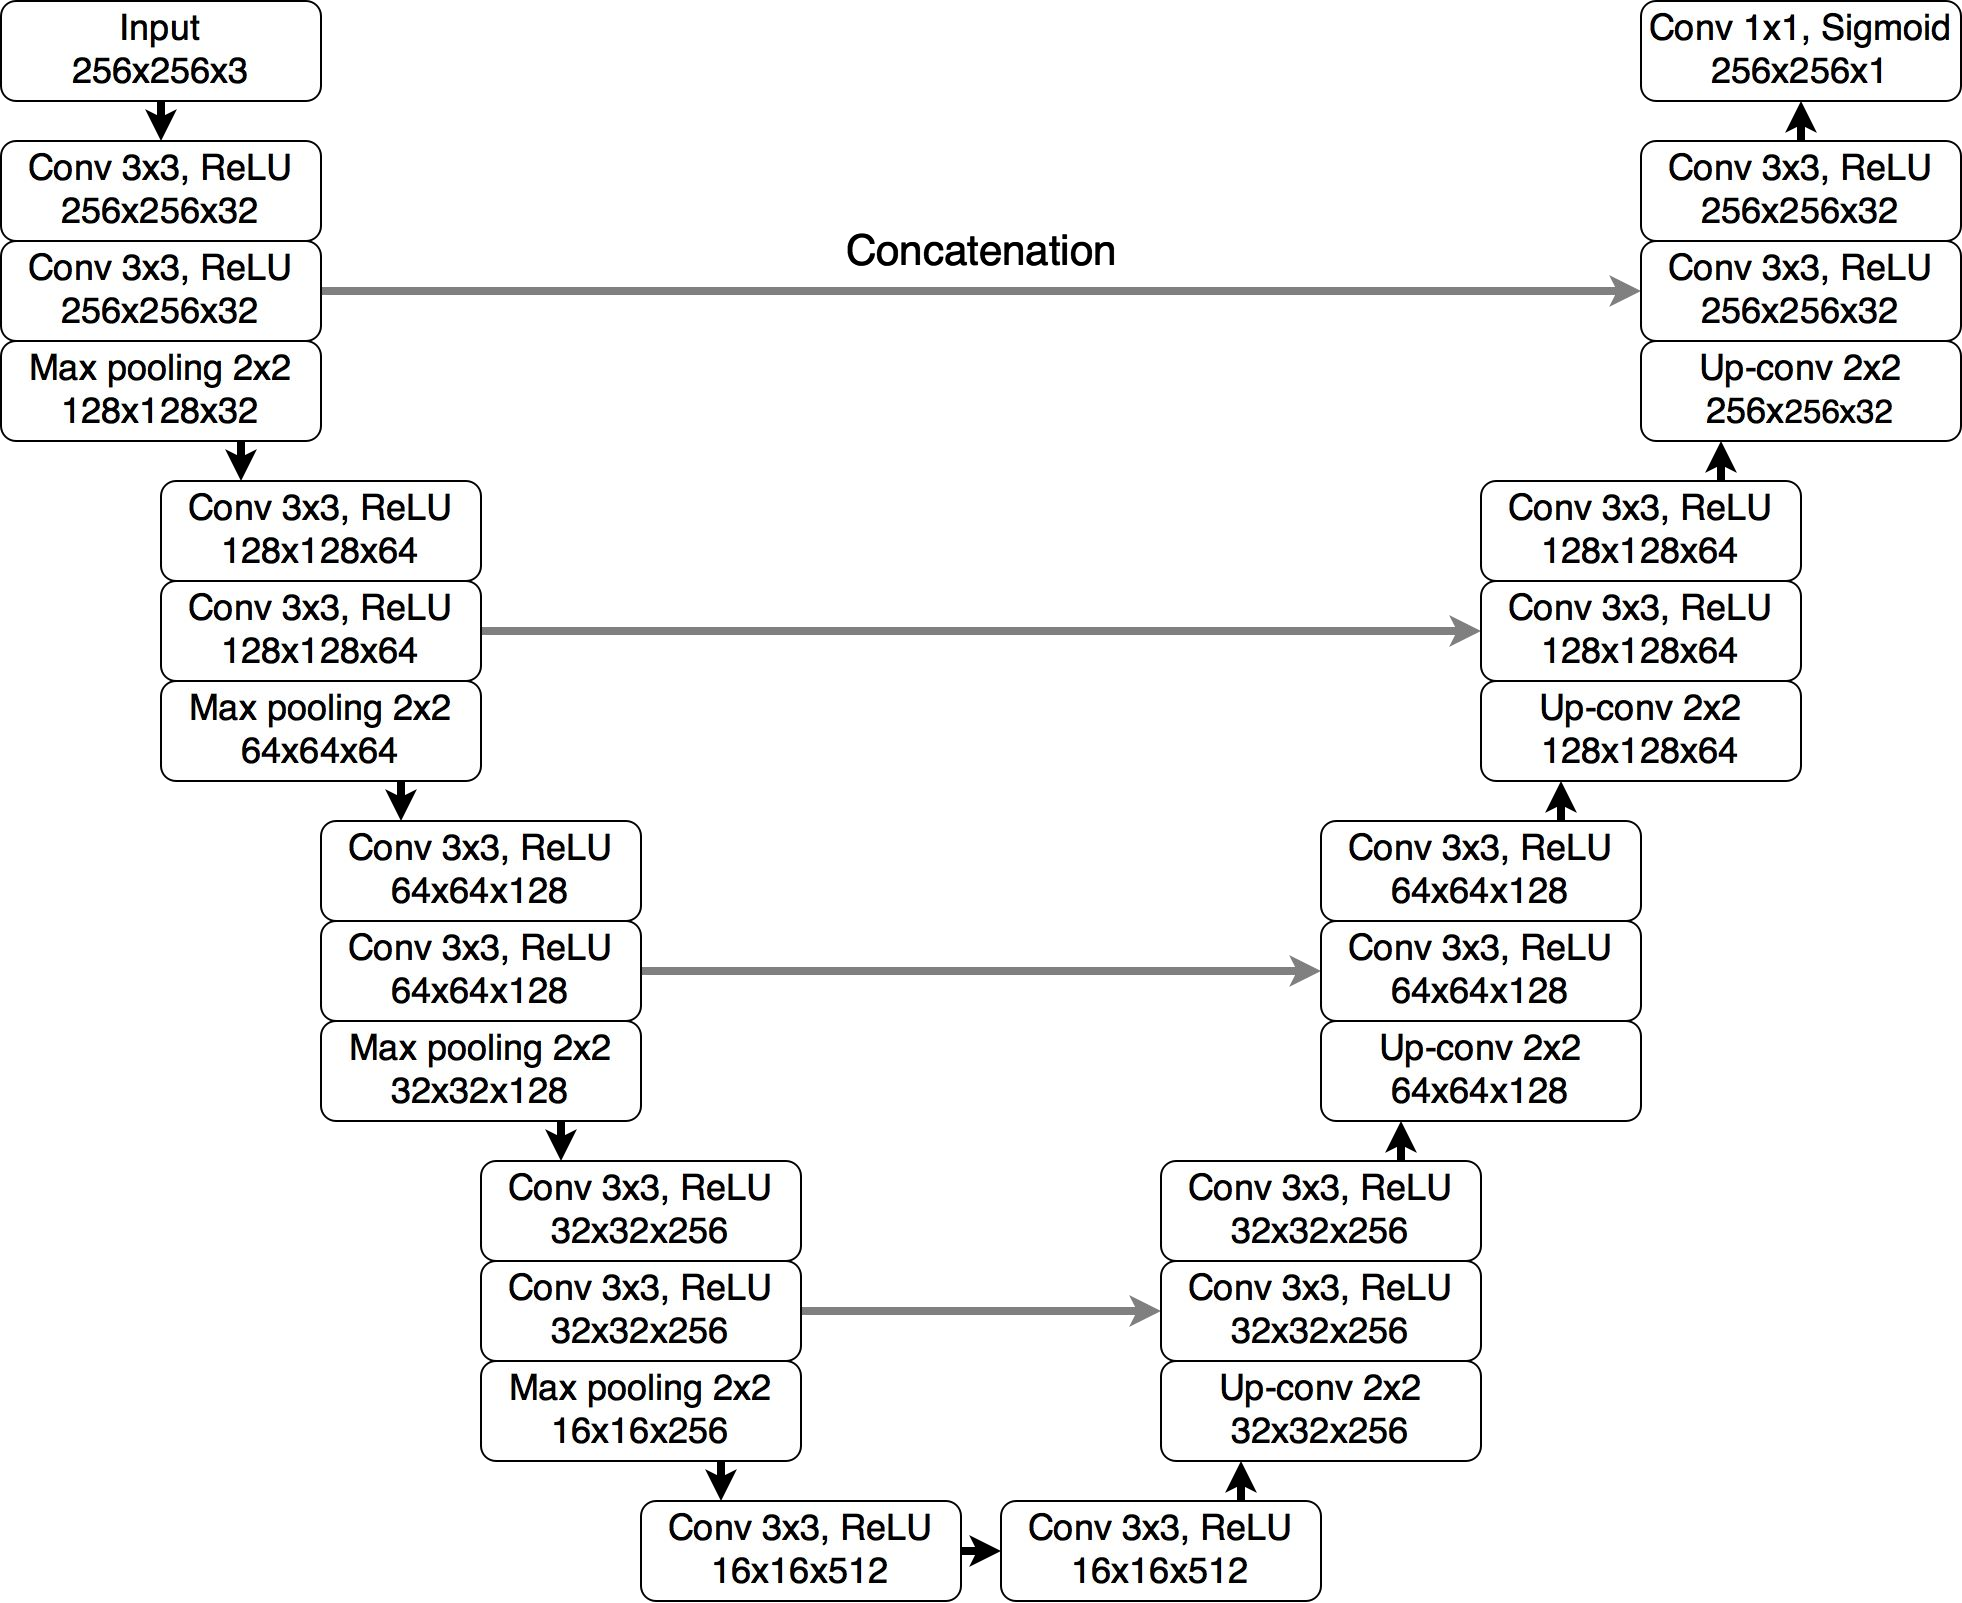 Input
256x256x3
Conv 3x3, ReLU
256x256x32
Conv 3x3, ReLU
256x256x32
Max pooling 2x2
128x128x32
Conv 3x3, ReLU
128x128x64
Conv 3x3, ReLU
128x128x64
Max pooling 2x2
64x64x64
Conv 3x3, ReLU
64x64x128
Conv 3x3, ReLU
64x64x128
Max pooling 2x2
32x32x128
Conv 3x3, ReLU
32x32x256
Conv 3x3, ReLU
32x32x256
Max pooling 2x2
16x16x256
Conv 3x3, ReLU
16x16x512
Conv 3x3, ReLU
16x16x512
Concatenation
Conv 1x1, Sigmoid
256x256x1
Conv 3x3, ReLU
256x256x32
Conv 3x3, ReLU
256x256x32
Up-conv 2x2
256x256x32
Conv 3x3, ReLU
128x128x64
Conv 3x3, ReLU
128x128x64
Up-conv 2x2
128x128x64
Conv 3x3, ReLU
64x64x128
Conv 3x3, ReLU
64x64x128
Up-conv 2x2
64x64x128
Conv 3x3, ReLU
32x32x256
Conv 3x3, ReLU
32x32x256
Up-conv 2x2
32x32x256